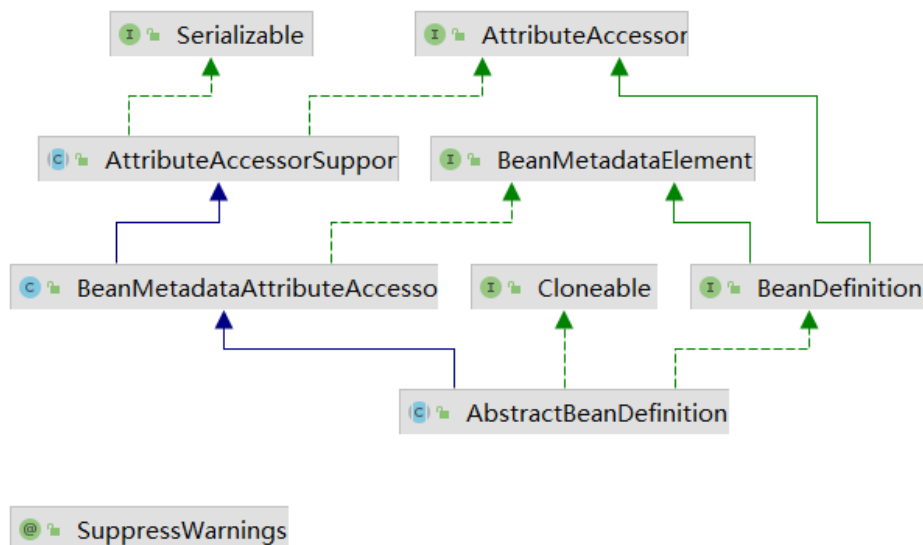 Serializable
AttributeAccessor
AttributeAccessorSuppor
BeanMetadataElement
BeanMetadataAttributeAccesso
Cloneable
BeanDefinition
AbstractBeanDefinition
SuppressWarnings